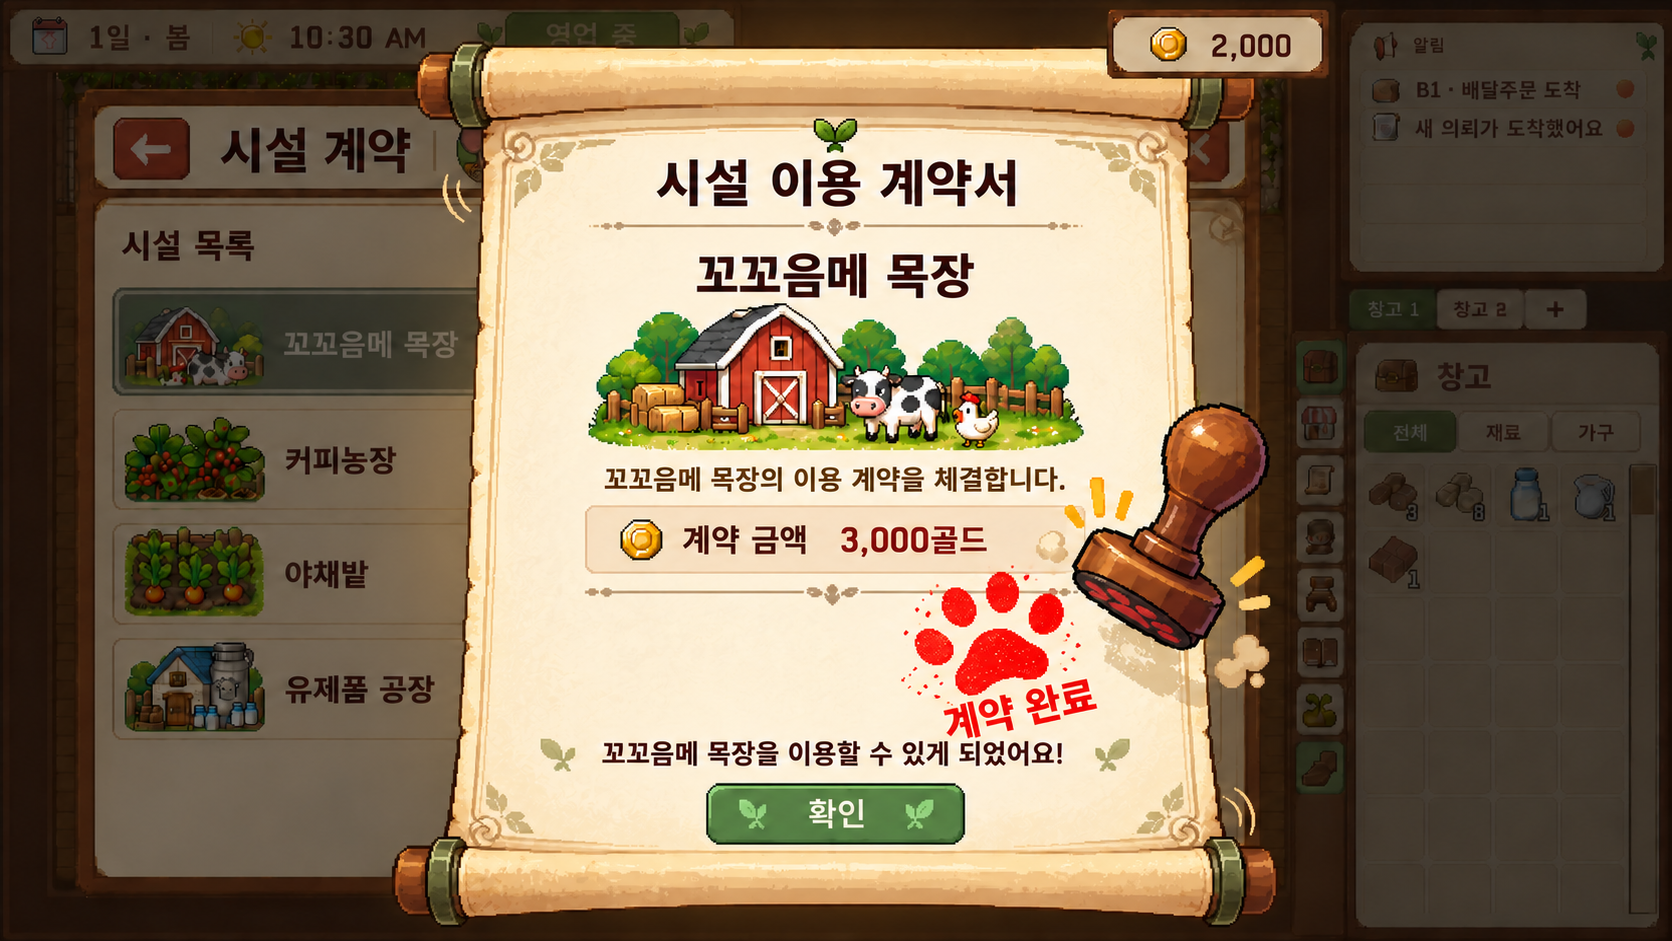 1일 · 봄
10:30 AM
영업 중
2,000
알림
B1 · 배달주문 도착
새 의뢰가 도착했어요
시설 계약
시설 목록
꼬꼬음메 목장
커피농장
야채밭
유제폼 공장
시설 이용 계약서
꼬꼬음메 목장
꼬꼬음메 목장의 이용 계약을 체결합니다.
계약 금액 3,000골드
계약 완료
꼬꼬음메 목장을 이용할 수 있게 되었어요!
확인
창고 1
창고 2
+
창고
전체
재료
가구
3
8
1
1
1